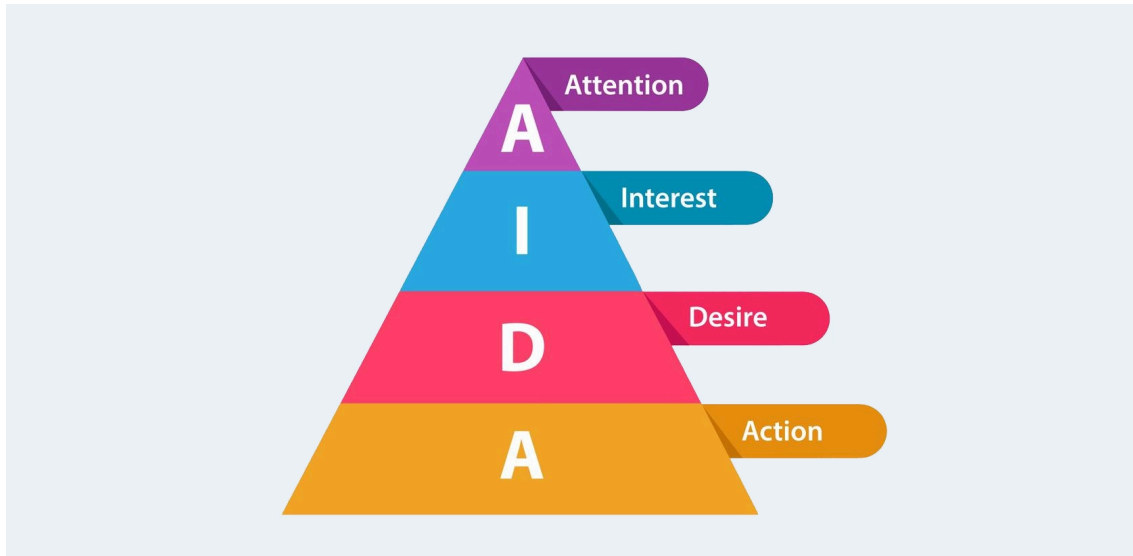 Attention
A
Interest
I
Desire
D
Action
A